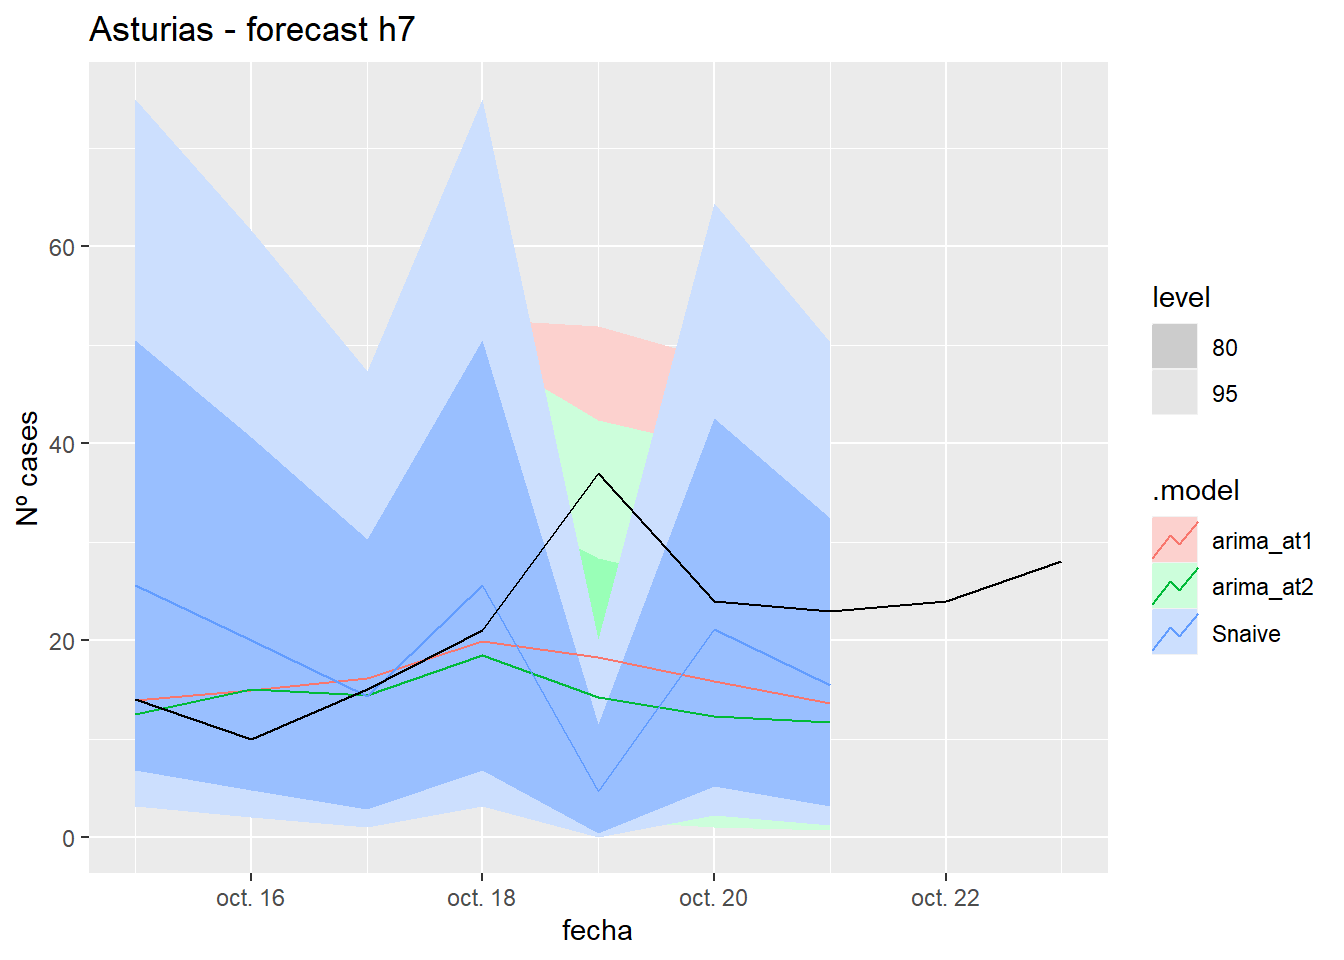 Asturias - forecast h7
Nº cases
60
40
20
0
oct. 16
oct. 18
oct. 20
oct. 22
fecha
level
80
95
.model
arima_at1
arima_at2
Snaive